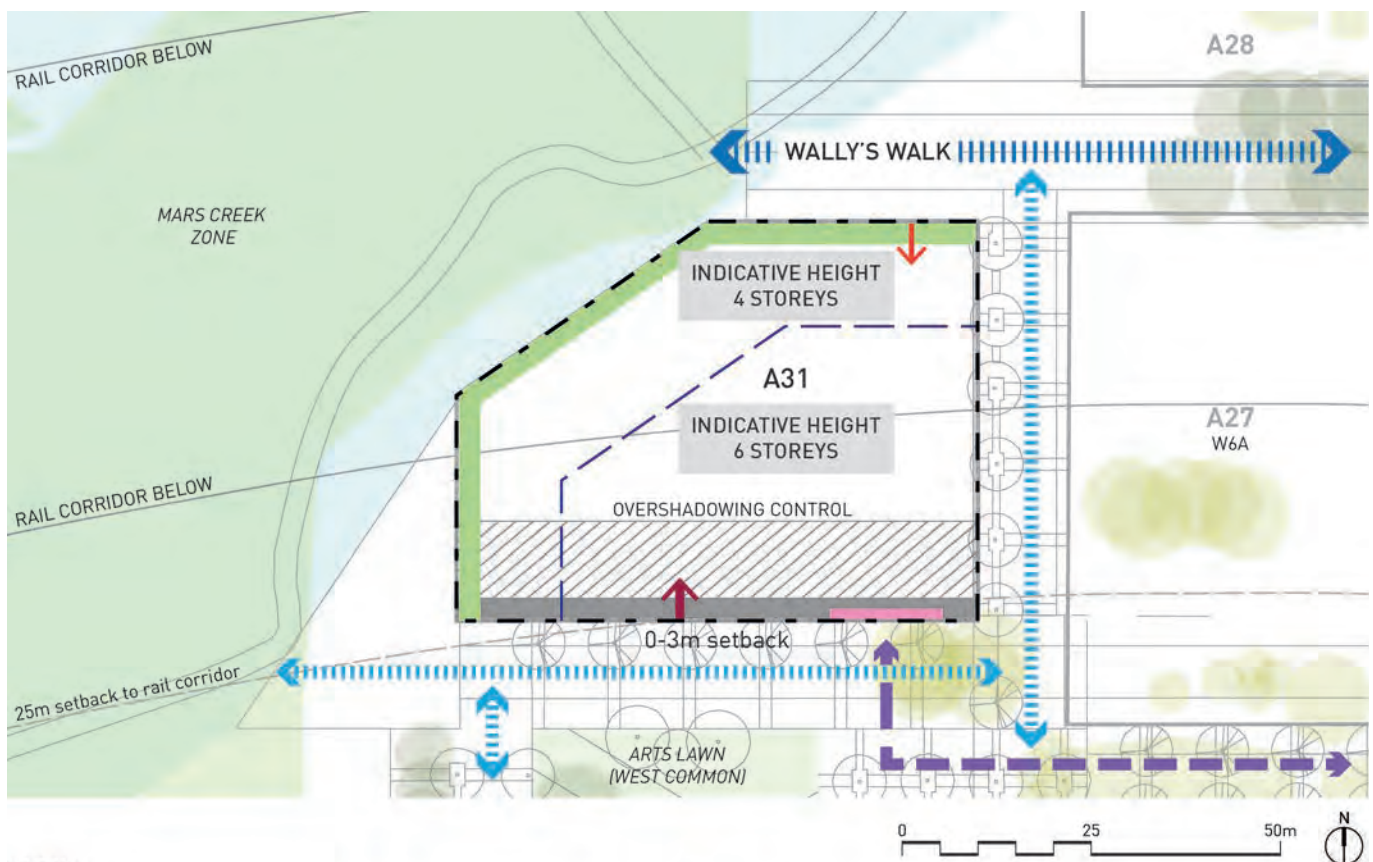 RAIL CORRIDOR BELOW
A28
WALLY'S WALK
MARS CREEK
ZONE
INDICATIVE HEIGHT
4 STOREYS
A31
INDICATIVE HEIGHT
6 STOREYS
A27
W6A
RAIL CORRIDOR BELOW
OVERSHADOWING CONTROL
0-3m setback
25m setback to rail corridor
ARTS LAWN
(WEST COMMON)
0
25
50m
N